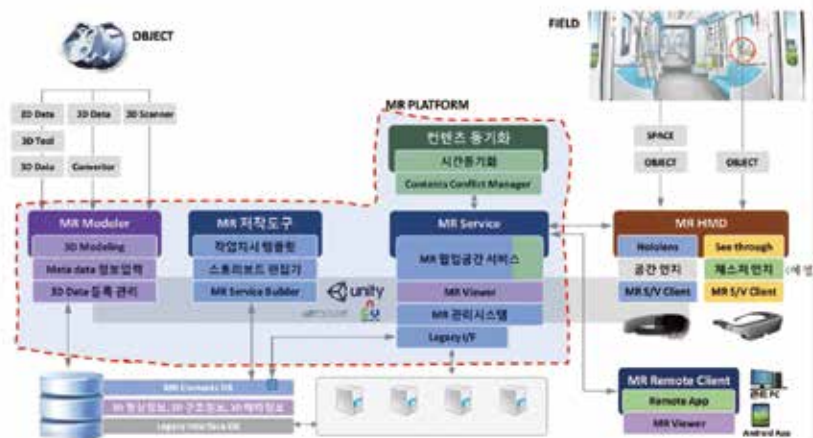 OBJECT
FIELD
2D Data
3D Data
3D Scanner
3D Tool
3D Data
Convertor
MR PLATFORM
컨텐츠 동기화
시간동기화
Contents Conflict Manager
SPACE
OBJECT
OBJECT
MR Modeler
3D Modeling
Meta data 정보입력
3D Data 등록 관리
MR 저작도구
작업지시 템플릿
스토리보드 편집기
MR Service Builder
unity
MR Service
MR 협업공간 서비스
MR Viewer
MR 관리시스템
Legacy I/F
MR HMD
Hololens
See through
공간 인지
제스처 인지
MR S/V Client
MR S/V Client
Legacy Interface DB
MR Remote Client
Remote App
MR Viewer
관리 PC
Android App